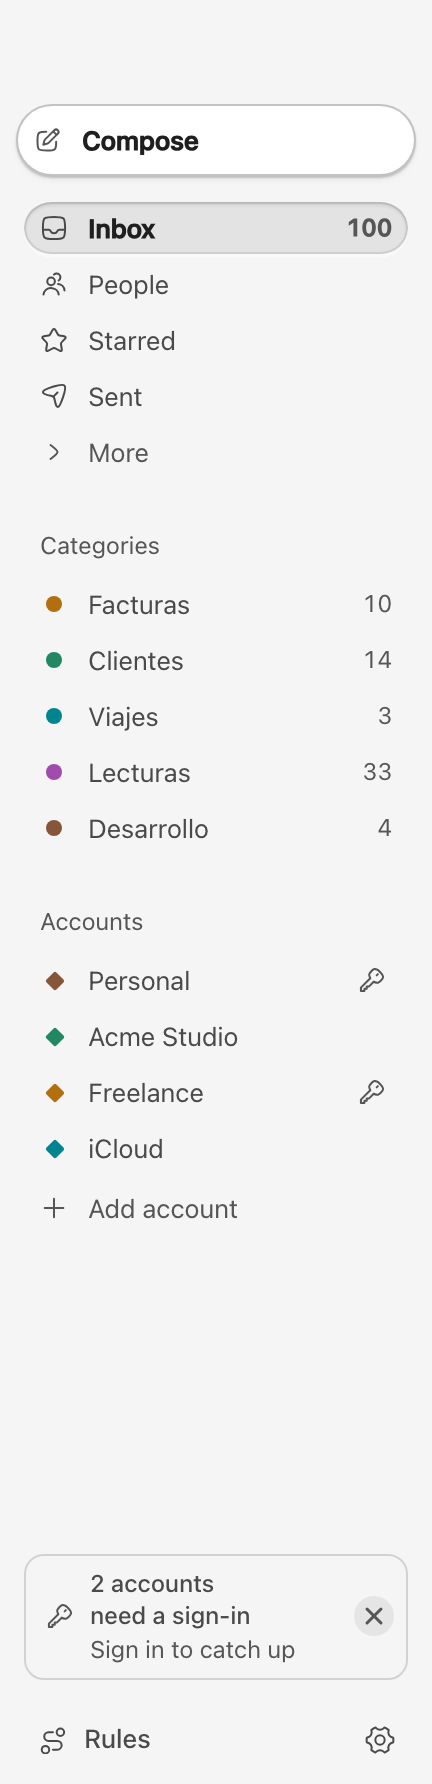 Compose
Inbox 100
People
Starred
Sent
More
Categories
Facturas 10
Clientes 14
Viajes 3
Lecturas 33
Desarrollo 4
Accounts
Personal
Acme Studio
Freelance
iCloud
Add account
2 accounts
need a sign-in
Sign in to catch up
Rules